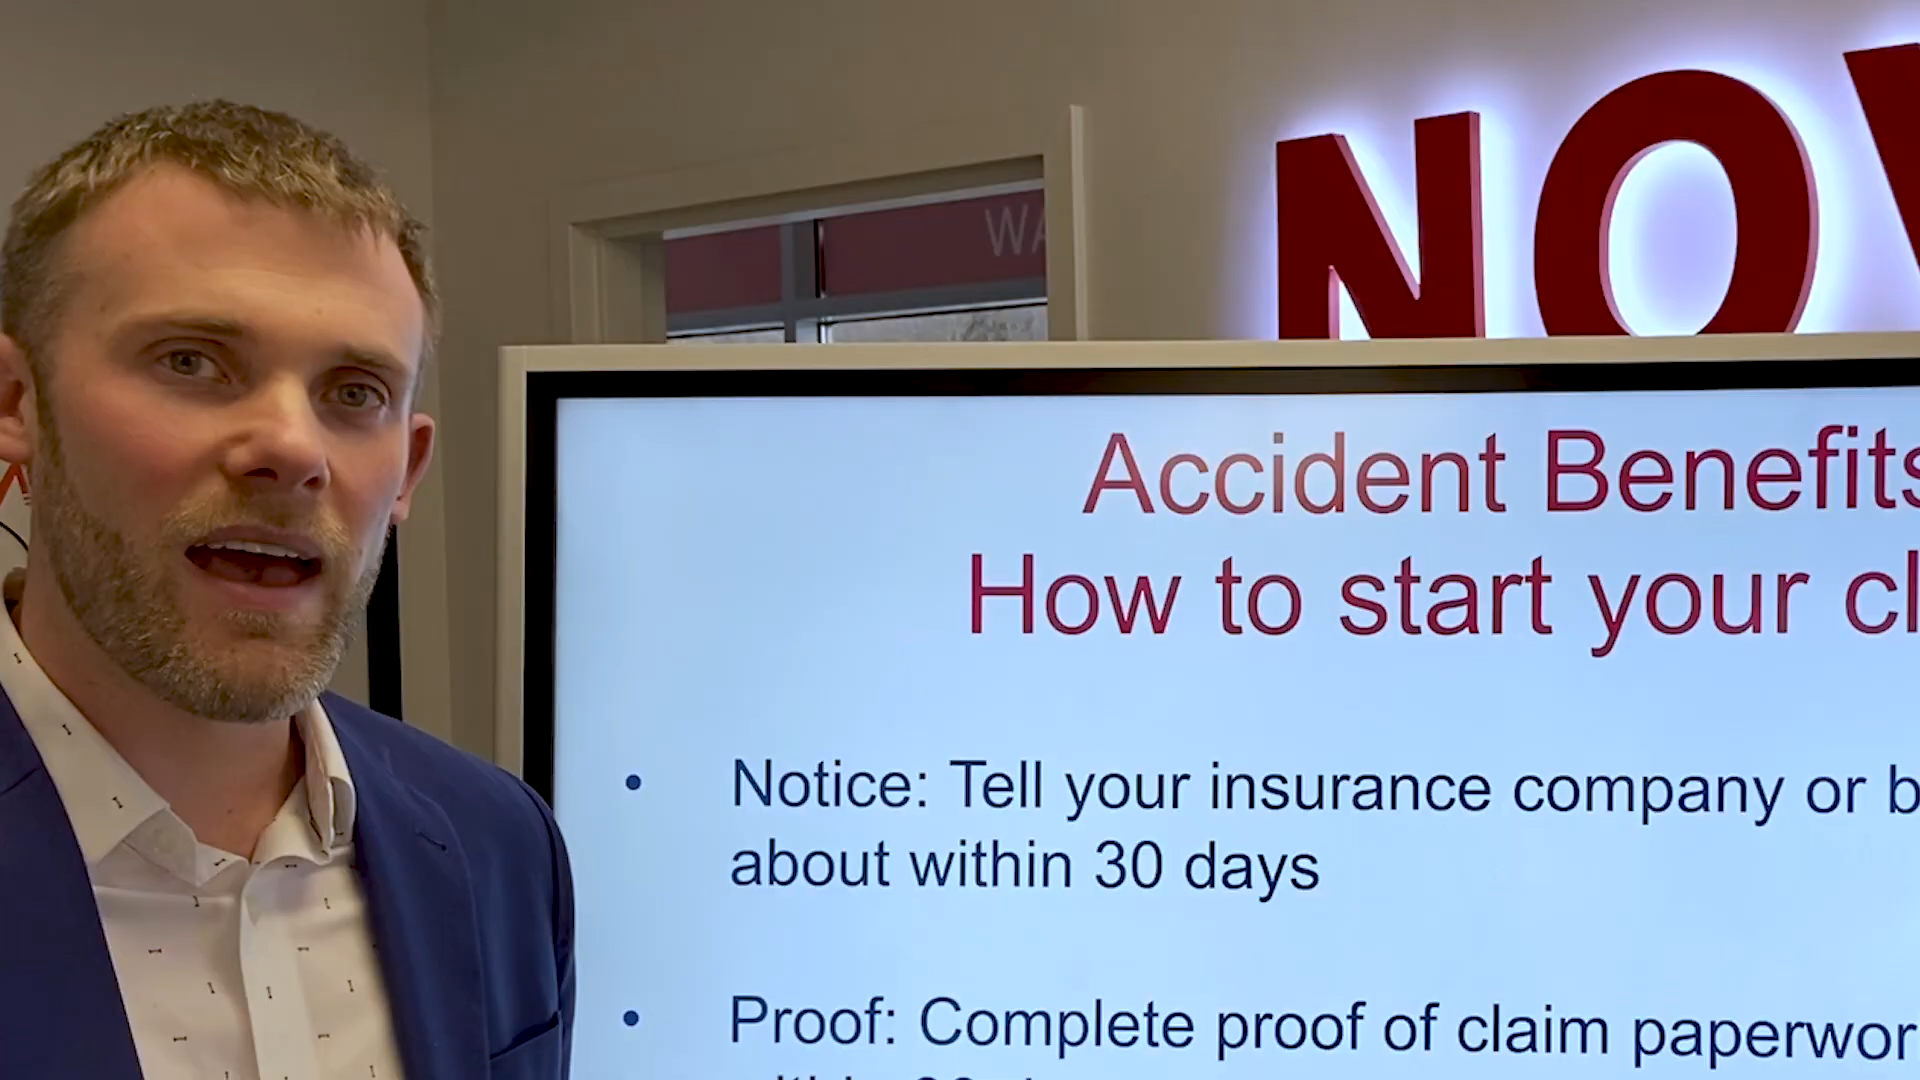 NOV
WA
Accident Benefits
How to start your cl
• Notice: Tell your insurance company or b
about within 30 days
• Proof: Complete proof of claim paperwor